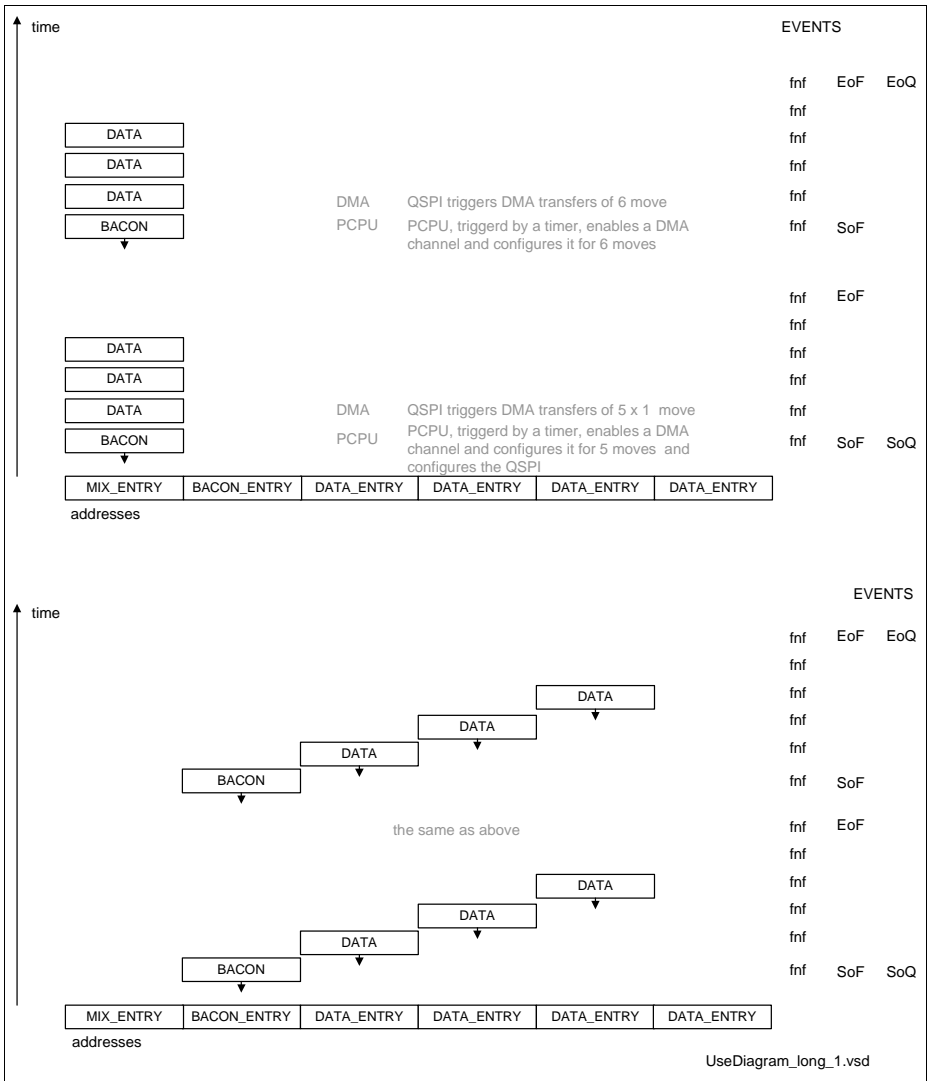 time EVENTS
fnf EoF EoQ
fnf
DATA fnf
DATA fnf
DATA DMA QSPI triggers DMA transfers of 6 move fnf
BACON PCPU PCPU, triggerd by a timer, enables a DMA fnf SoF
channel and configures it for 6 moves
fnf EoF
fnf
DATA fnf
DATA fnf
DATA DMA QSPI triggers DMA transfers of 5 x 1 move fnf
BACON PCPU PCPU, triggerd by a timer, enables a DMA fnf SoF SoQ
channel and configures it for 5 moves and
configures the QSPI
MIX_ENTRY BACON_ENTRY DATA_ENTRY DATA_ENTRY DATA_ENTRY DATA_ENTRY
addresses
EVENTS
time
fnf EoF EoQ
fnf
DATA fnf
DATA fnf
DATA fnf
BACON fnf SoF
the same as above fnf EoF
fnf
DATA fnf
DATA fnf
DATA fnf
BACON fnf SoF SoQ
MIX_ENTRY BACON_ENTRY DATA_ENTRY DATA_ENTRY DATA_ENTRY DATA_ENTRY
addresses
UseDiagram_long_1.vsd